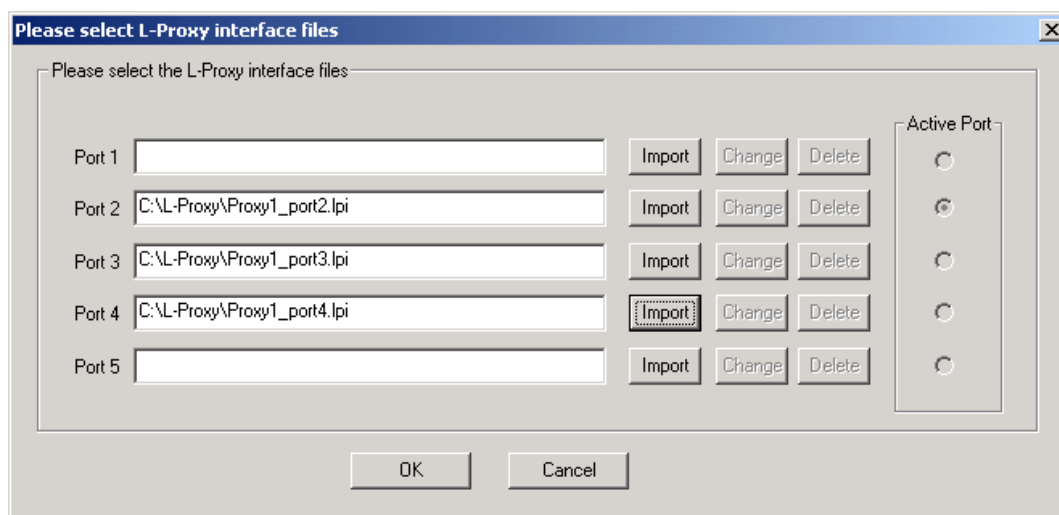 Please select L-Proxy interface files
Please select the L-Proxy interface files
Active Port
Port 1 Import Change Delete
Port 2 C:\L-Proxy\Proxy1_port2.lpi Import Change Delete
Port 3 C:\L-Proxy\Proxy1_port3.lpi Import Change Delete
Port 4 C:\L-Proxy\Proxy1_port4.lpi Import Change Delete
Port 5 Import Change Delete
OK Cancel